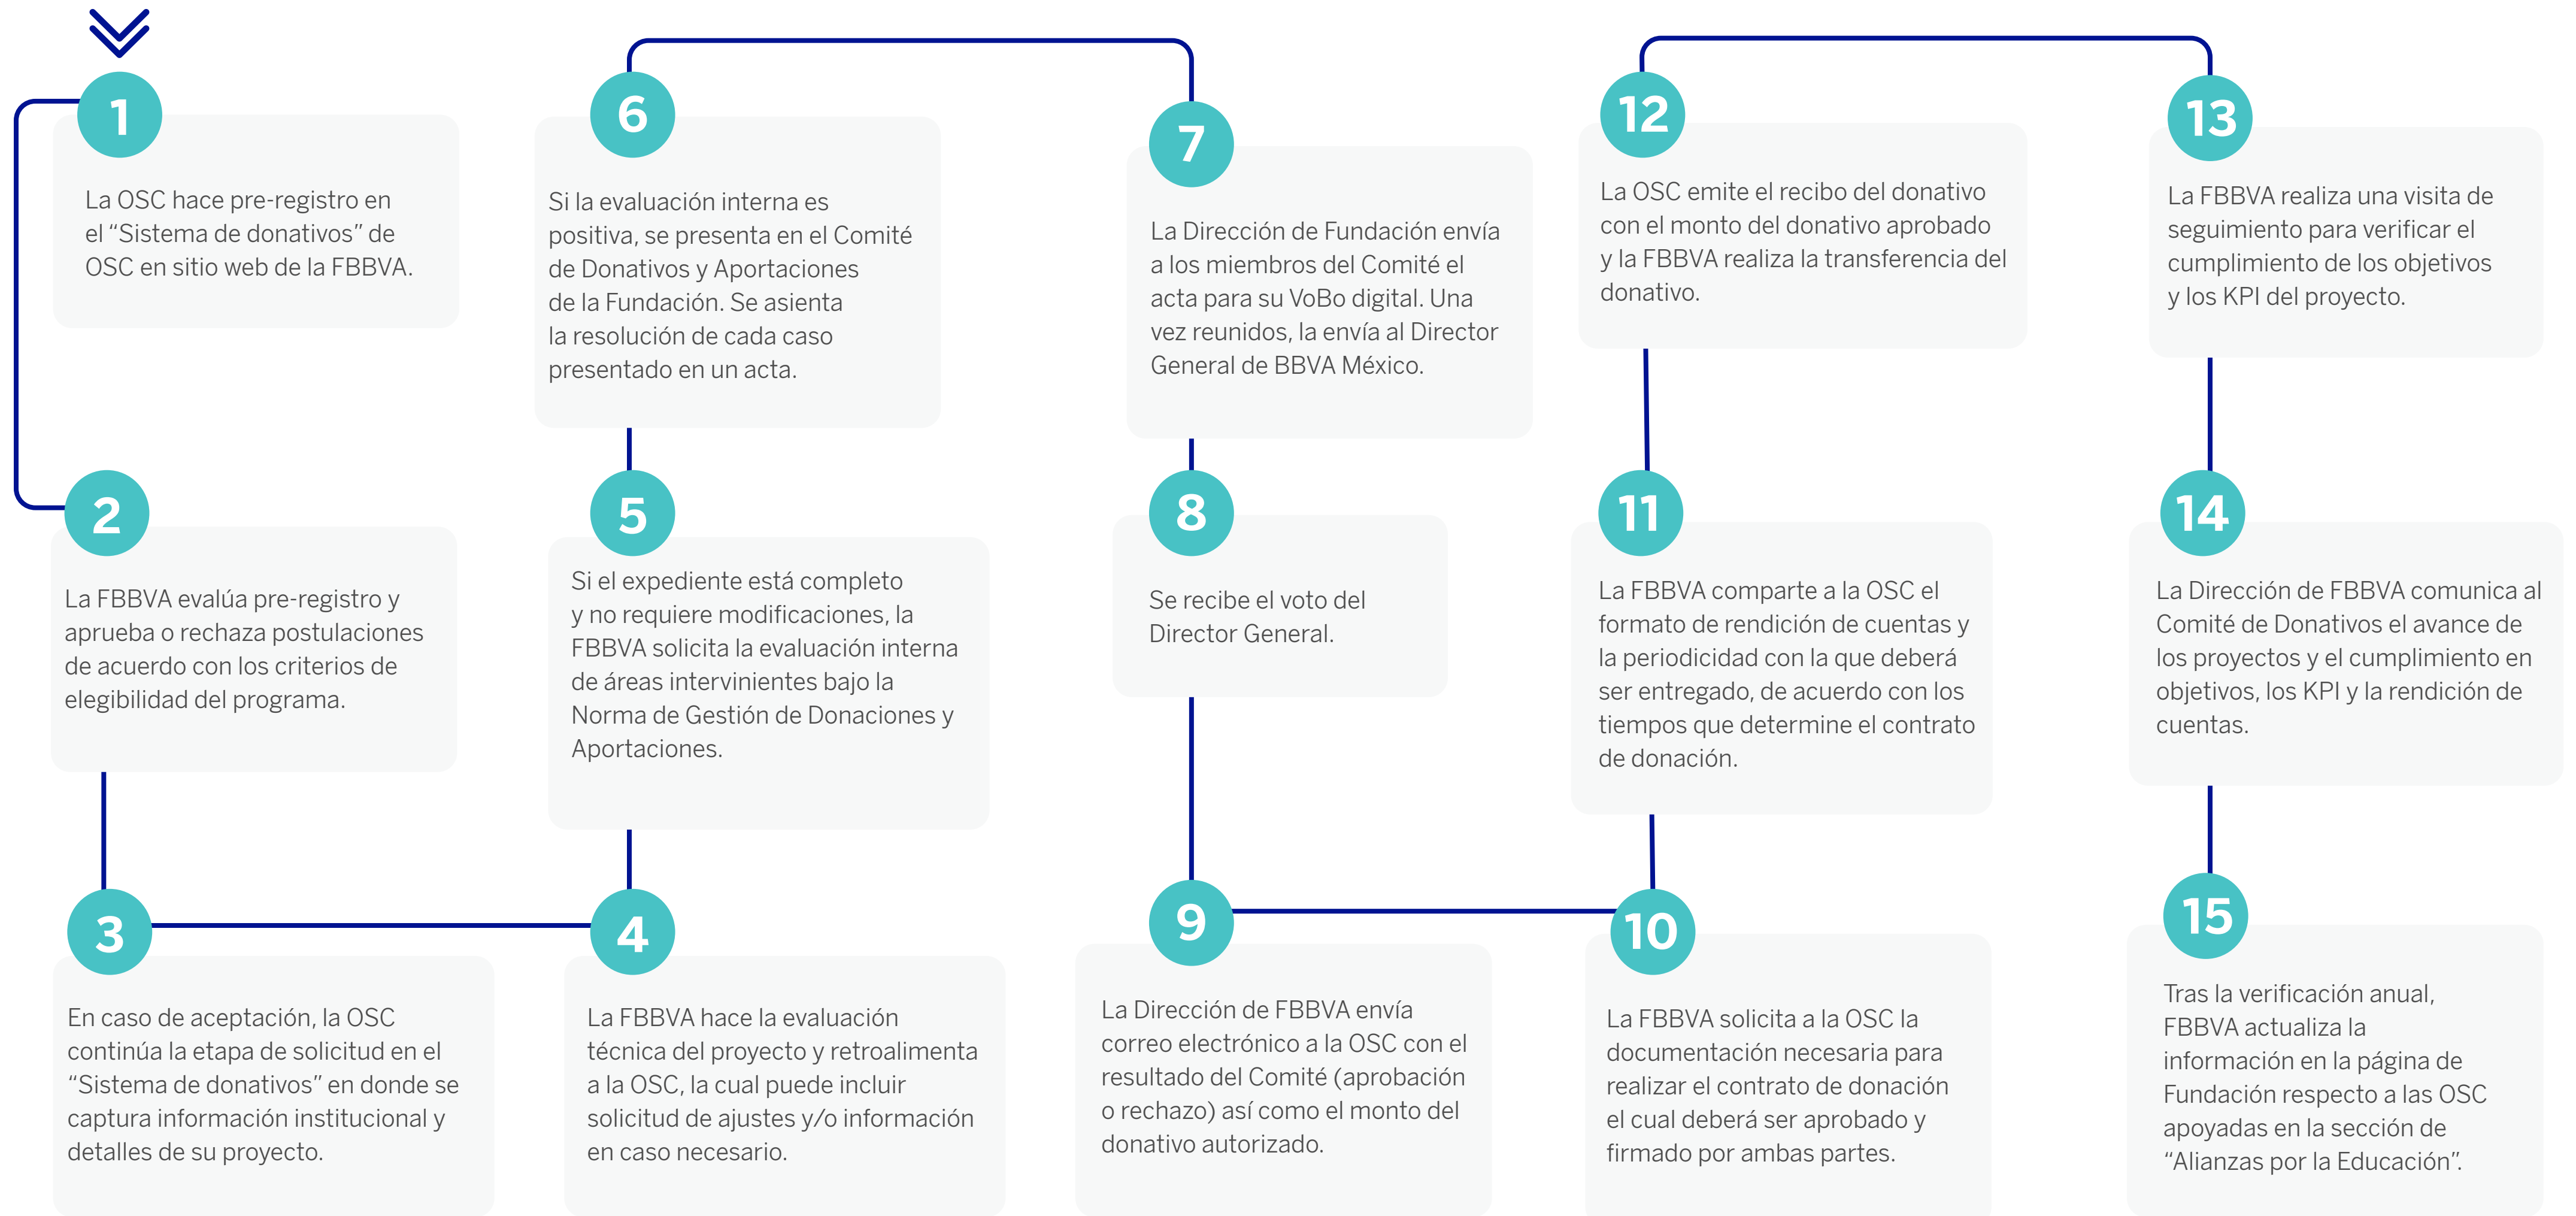 1
La OSC hace pre-registro en
el “Sistema de donativos” de
OSC en sitio web de la FBBVA.
2
La FBBVA evalúa pre-registro y
aprueba o rechaza postulaciones
de acuerdo con los criterios de
elegibilidad del programa.
3
En caso de aceptación, la OSC
continúa la etapa de solicitud en el
“Sistema de donativos” en donde se
captura información institucional y
detalles de su proyecto.
4
La FBBVA hace la evaluación
técnica del proyecto y retroalimenta
a la OSC, la cual puede incluir
solicitud de ajustes y/o información
en caso necesario.
5
Si el expediente está completo
y no requiere modificaciones, la
FBBVA solicita la evaluación interna
de áreas intervinientes bajo la
Norma de Gestión de Donaciones y
Aportaciones.
6
Si la evaluación interna es
positiva, se presenta en el Comité
de Donativos y Aportaciones
de la Fundación. Se asienta
la resolución de cada caso
presentado en un acta.
7
La Dirección de Fundación envía
a los miembros del Comité el
acta para su VoBo digital. Una
vez reunidos, la envía al Director
General de BBVA México.
8
Se recibe el voto del
Director General.
9
La Dirección de FBBVA envía
correo electrónico a la OSC con el
resultado del Comité (aprobación
o rechazo) así como el monto del
donativo autorizado.
10
La FBBVA solicita a la OSC la
documentación necesaria para
realizar el contrato de donación
el cual deberá ser aprobado y
firmado por ambas partes.
11
La FBBVA comparte a la OSC el
formato de rendición de cuentas y
la periodicidad con la que deberá
ser entregado, de acuerdo con los
tiempos que determine el contrato
de donación.
12
La OSC emite el recibo del donativo
con el monto del donativo aprobado
y la FBBVA realiza la transferencia del
donativo.
13
La FBBVA realiza una visita de
seguimiento para verificar el
cumplimiento de los objetivos
y los KPI del proyecto.
14
La Dirección de FBBVA comunica al
Comité de Donativos el avance de
los proyectos y el cumplimiento en
objetivos, los KPI y la rendición de
cuentas.
15
Tras la verificación anual,
FBBVA actualiza la
información en la página de
Fundación respecto a las OSC
apoyadas en la sección de
“Alianzas por la Educación”.